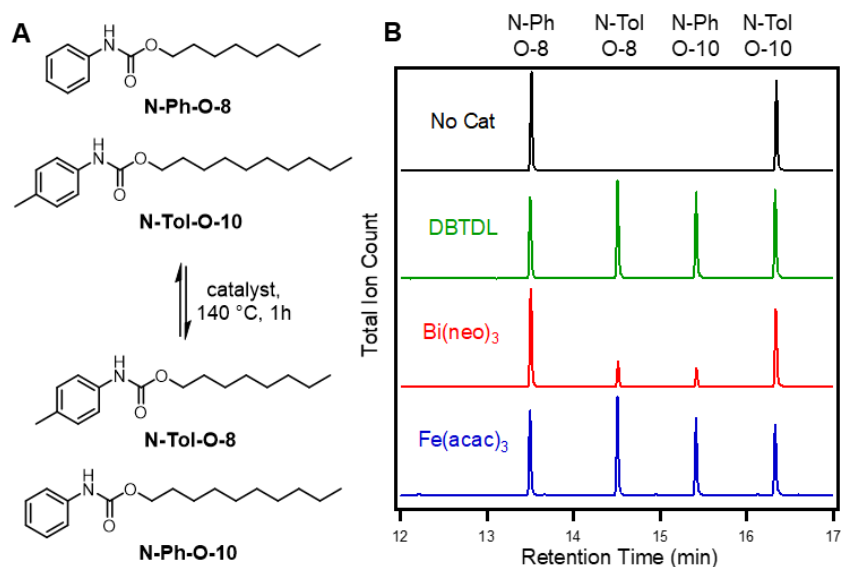 A
H
N
O
O
N-Ph-O-8
H
N
O
O
N-Tol-O-10
catalyst,
140 °C, 1h
H
N
O
O
N-Tol-O-8
H
N
O
O
N-Ph-O-10
B
N-Ph N-Tol N-Ph N-Tol
O-8 O-8 O-10 O-10
No Cat
DBTDL
Bi(neo)3
Fe(acac)3
Total Ion Count
12 13 14 15 16 17
Retention Time (min)